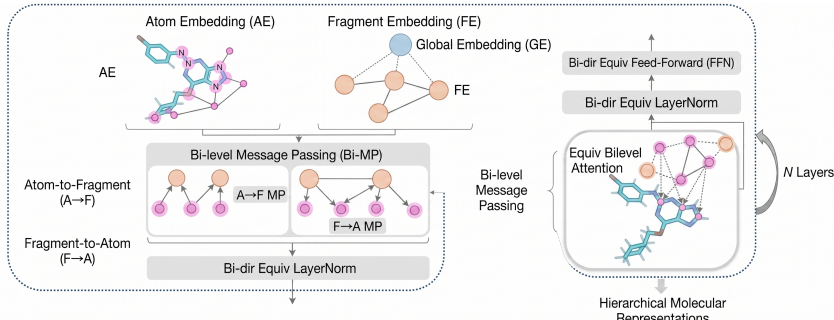 Atom Embedding (AE)
Fragment Embedding (FE)
Global Embedding (GE)
AE
N
N
N
N
N
FE
Bi-level Message Passing (Bi-MP)
Atom-to-Fragment
(A→F)
A→F MP
F→A MP
Fragment-to-Atom
(F→A)
Bi-dir Equiv LayerNorm
Bi-dir Equiv Feed-Forward (FFN)
Bi-dir Equiv LayerNorm
Equiv Bilevel
Attention
Bi-level
Message
Passing
N Layers
Hierarchical Molecular
Representations